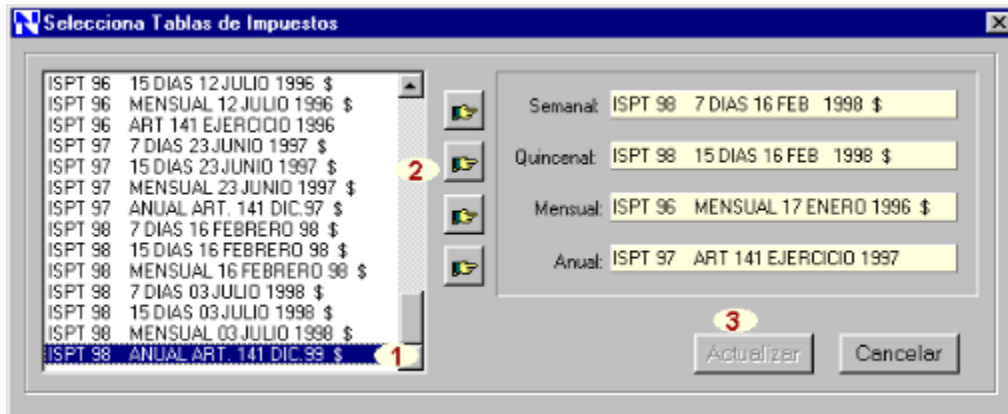 Selecciona Tablas de Impuestos
ISPT 96 15 DIAS 12 JULIO 1996 $
ISPT 96 MENSUAL 12 JULIO 1996 $
ISPT 96 ART 141 EJERCICIO 1996
ISPT 97 7 DIAS 23 JUNIO 1997 $
ISPT 97 15 DIAS 23 JUNIO 1997 $
ISPT 97 MENSUAL 23 JUNIO 1997 $
ISPT 97 ANUAL ART. 141 DIC.97 $
ISPT 98 7 DIAS 16 FEBRERO 98 $
ISPT 98 15 DIAS 16 FEBRERO 98 $
ISPT 98 MENSUAL 16 FEBRERO 98 $
ISPT 98 7 DIAS 03 JULIO 1998 $
ISPT 98 15 DIAS 03 JULIO 1998 $
ISPT 98 MENSUAL 03 JULIO 1998 $
ISPT 98 ANUAL ART. 141 DIC.99 $
1
2
Semanal: ISPT 98 7 DIAS 16 FEB 1998 $
Quincenal: ISPT 98 15 DIAS 16 FEB 1998 $
Mensual: ISPT 96 MENSUAL 17 ENERO 1996 $
Anual: ISPT 97 ART 141 EJERCICIO 1997
3
Actualizar Cancelar